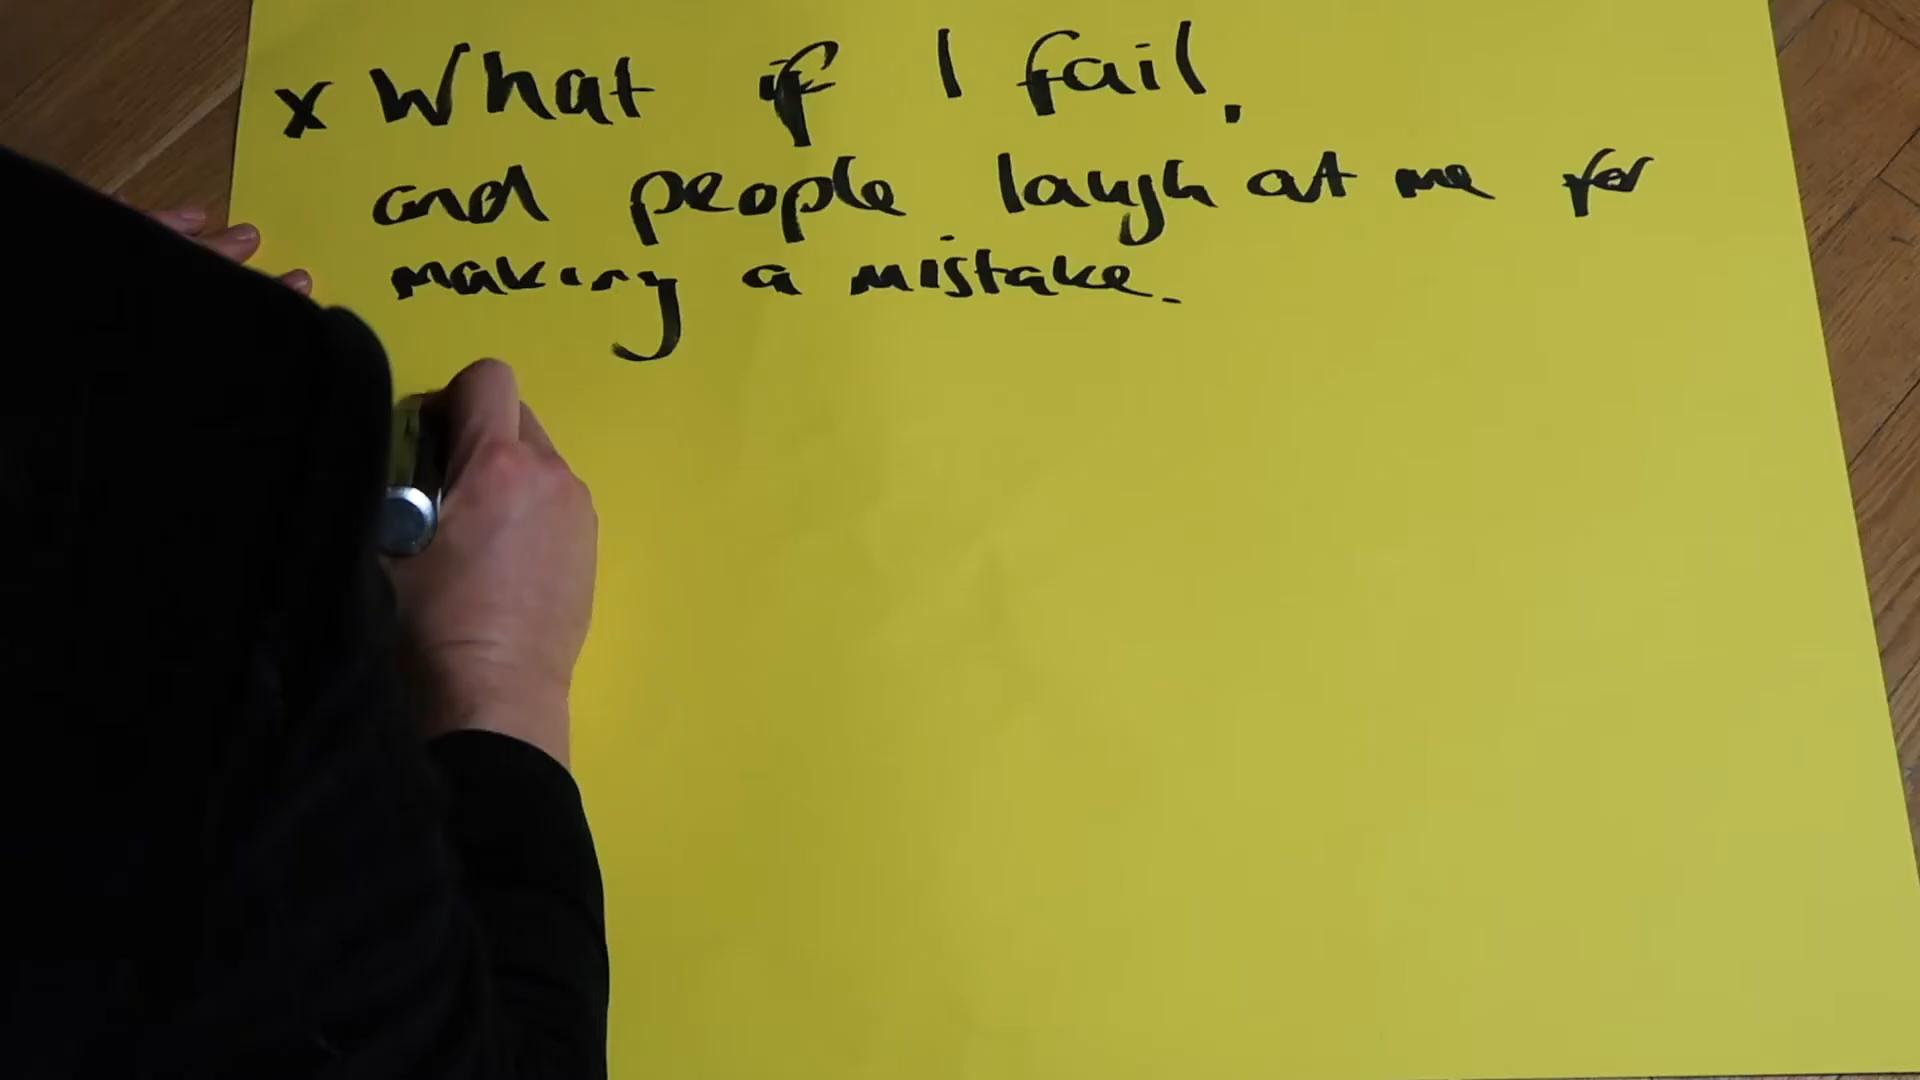 x What if I fail.
and people laugh at me for
making a mistake.